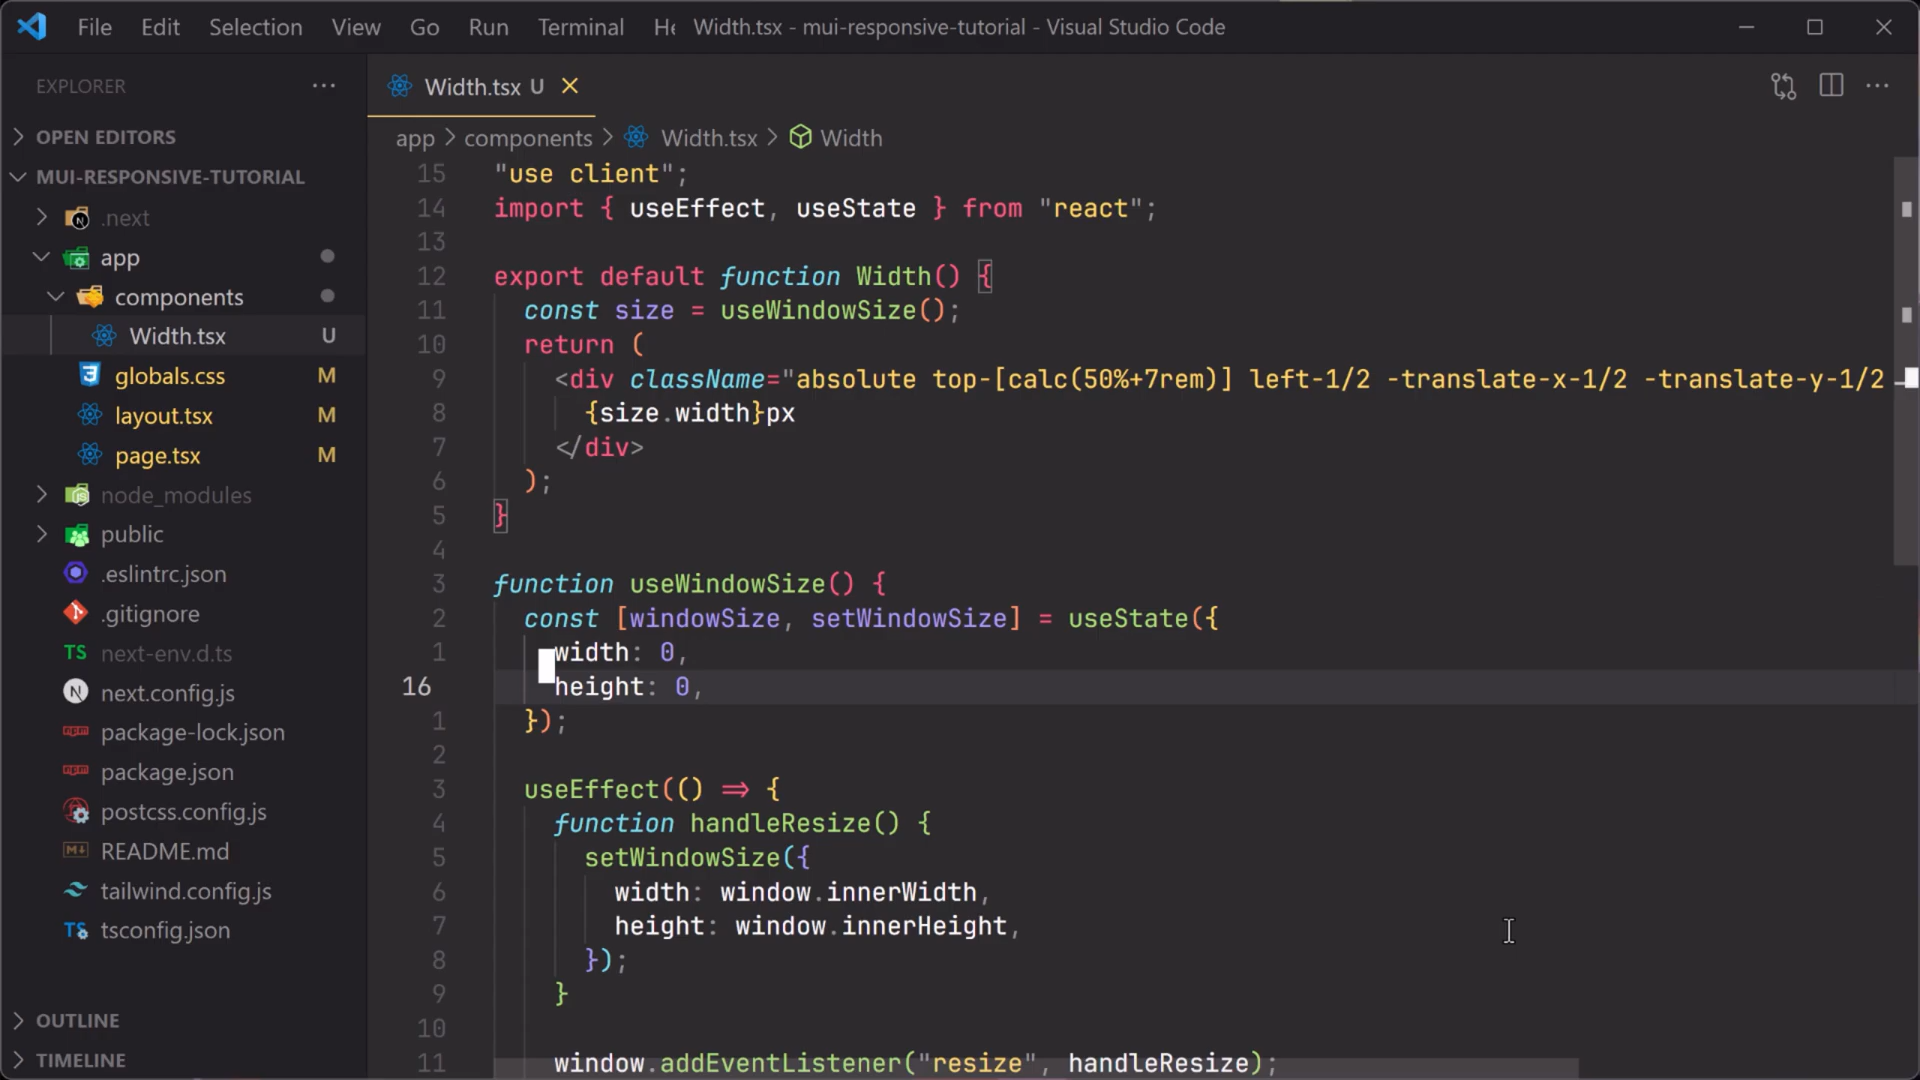 File Edit Selection View Go Run Terminal He Width.tsx - mui-responsive-tutorial - Visual Studio Code
EXPLORER
OPEN EDITORS
MUI-RESPONSIVE-TUTORIAL
.next
app
components
Width.tsx U
globals.css M
layout.tsx M
page.tsx M
node_modules
public
.eslintrc.json
.gitignore
TS next-env.d.ts
next.config.js
package-lock.json
package.json
postcss.config.js
README.md
tailwind.config.js
TS tsconfig.json
OUTLINE
TIMELINE
Width.tsx U
app > components > Width.tsx > Width
15 "use client";
14 import { useEffect, useState } from "react";
13
12 export default function Width() {
11 const size = useWindowSize();
10 return (
9 <div className="absolute top-[calc(50%+7rem)] left-1/2 -translate-x-1/2 -translate-y-1/2
8 {size.width}px
7 </div>
6 );
5 }
4
3 function useWindowSize() {
2 const [windowSize, setWindowSize] = useState({
1 width: 0,
16 height: 0,
1 });
2
3 useEffect(() => {
4 function handleResize() {
5 setWindowSize({
6 width: window.innerWidth,
7 height: window.innerHeight,
8 });
9 }
10
11 window.addEventListener("resize", handleResize);